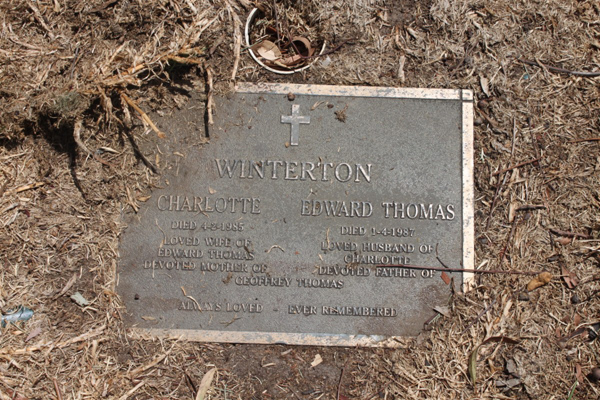 WINTERTON
CHARLOTTE EDWARD THOMAS
DIED 4-3-1985 DIED 1-4-1987
LOVED WIFE OF LOVED HUSBAND OF
EDWARD THOMAS CHARLOTTE
DEVOTED MOTHER OF DEVOTED FATHER OF
GEOFFREY THOMAS
ALWAYS LOVED - EVER REMEMBERED